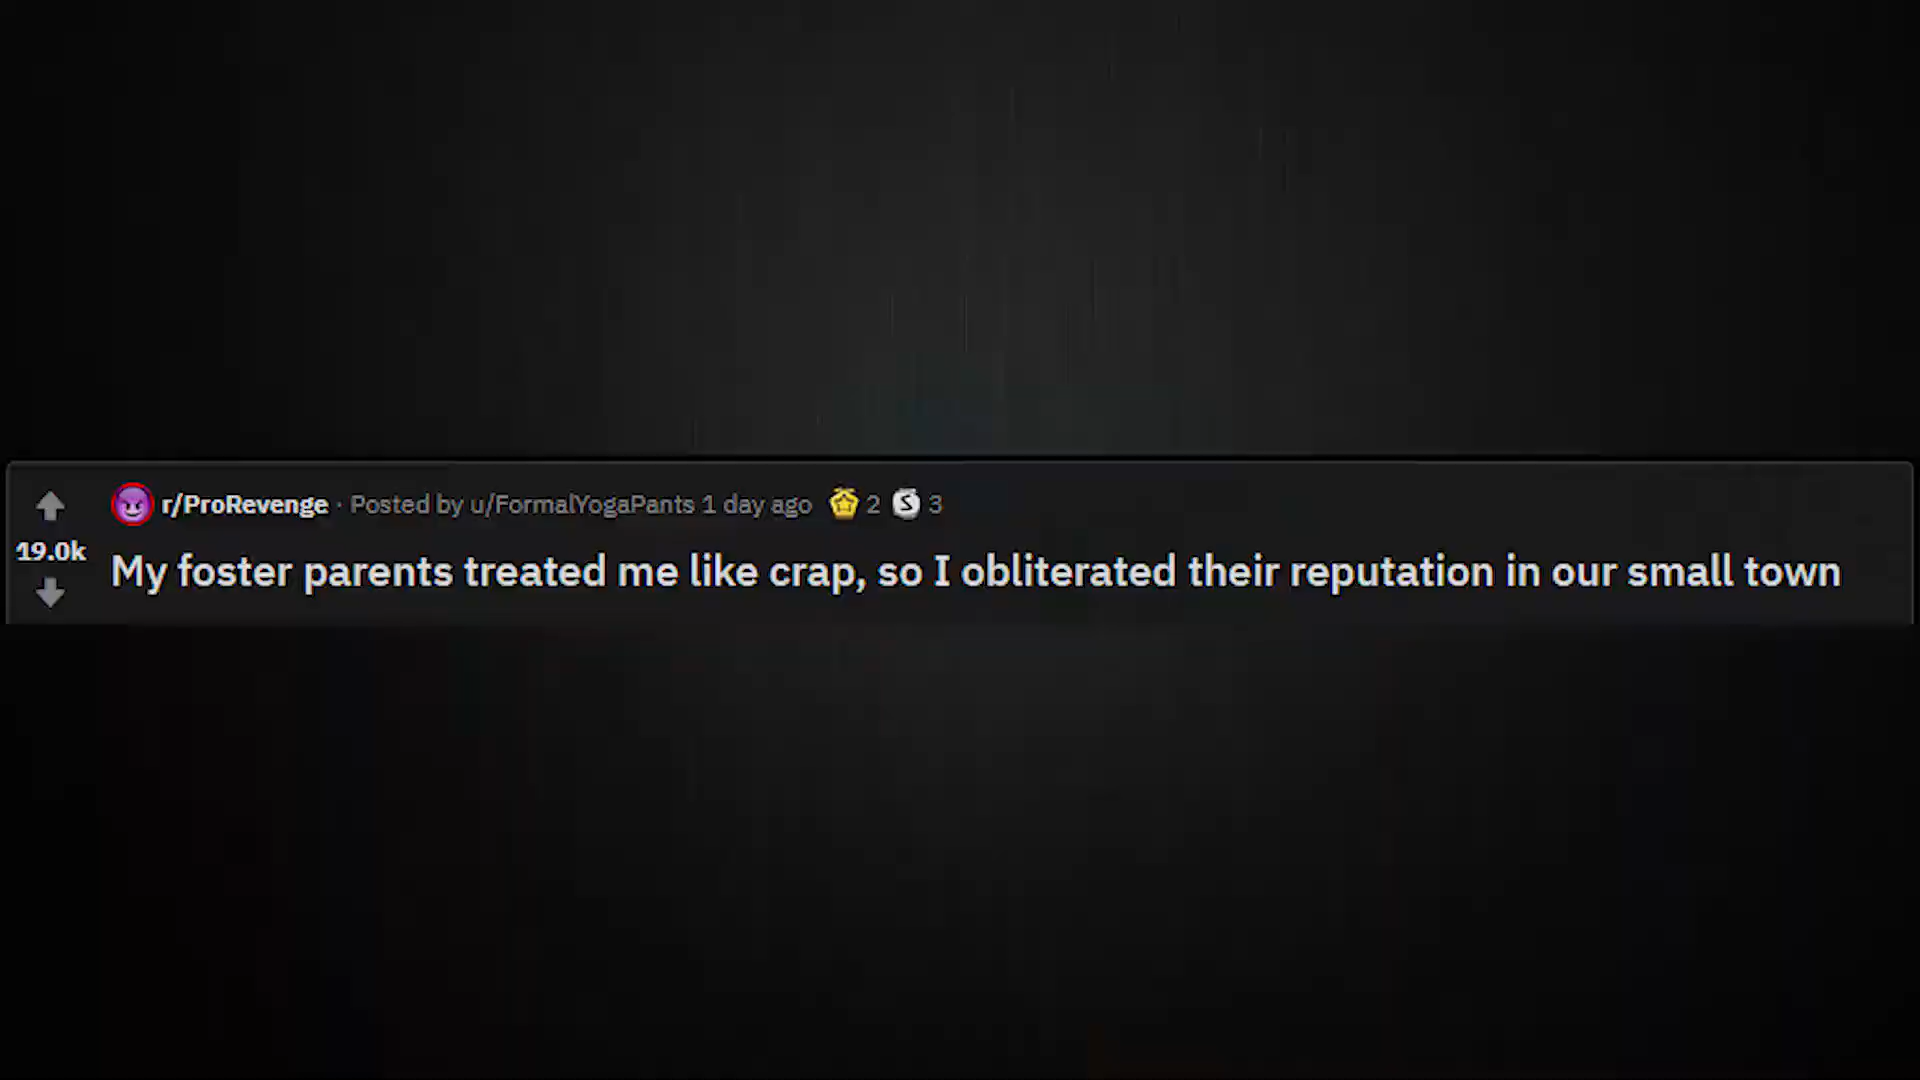 r/ProRevenge · Posted by u/FormalYogaPants 1 day ago 2 S 3
19.0k
My foster parents treated me like crap, so I obliterated their reputation in our small town